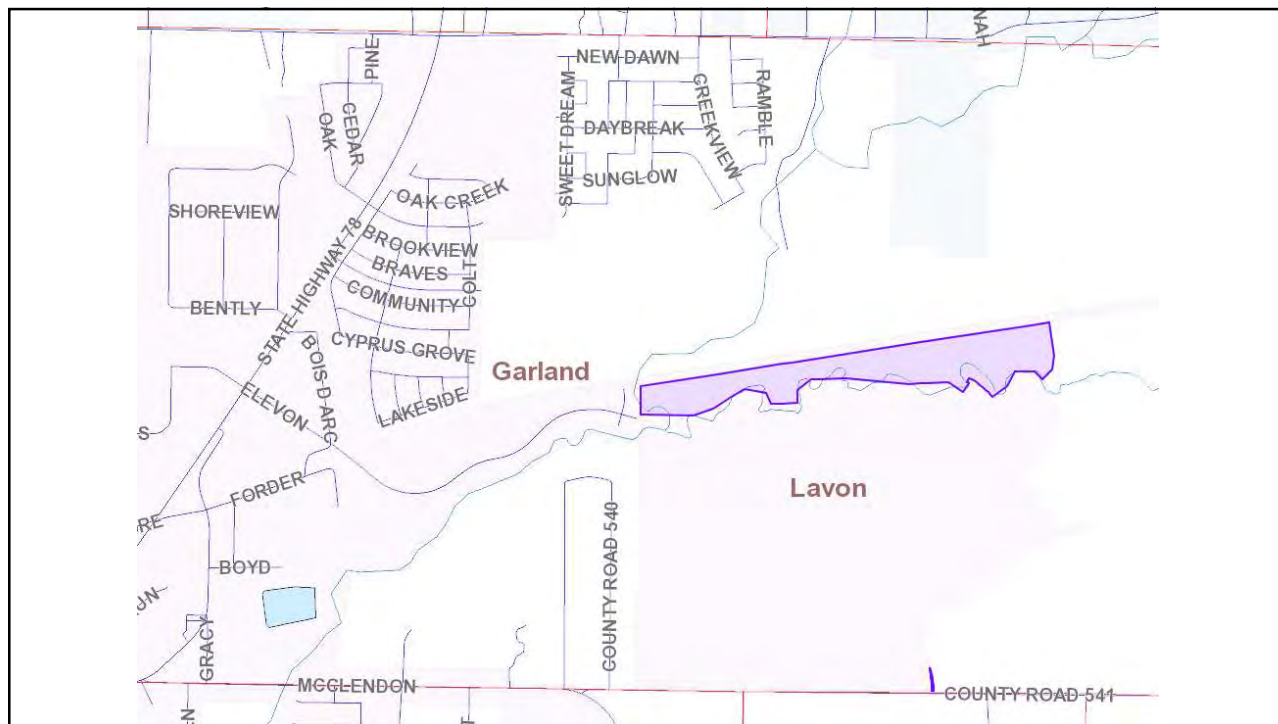 NAH
PINE
NEW DAWN
RAMBLE
CREEKVIEW
SWEET DREAM
CEDAR
OAK
DAYBREAK
SUNGLOW
OAK CREEK
SHOREVIEW
STATE HIGHWAY 78
BROOKVIEW
BRAVES
COLT
COMMUNITY
BENTLY
CYPRUS GROVE
BOIS D ARC
Garland
ELEVON
LAKESIDE
S
Lavon
FORDER
RE
COUNTY ROAD 540
BOYD
GRACY
MCCLENDON
COUNTY ROAD 541